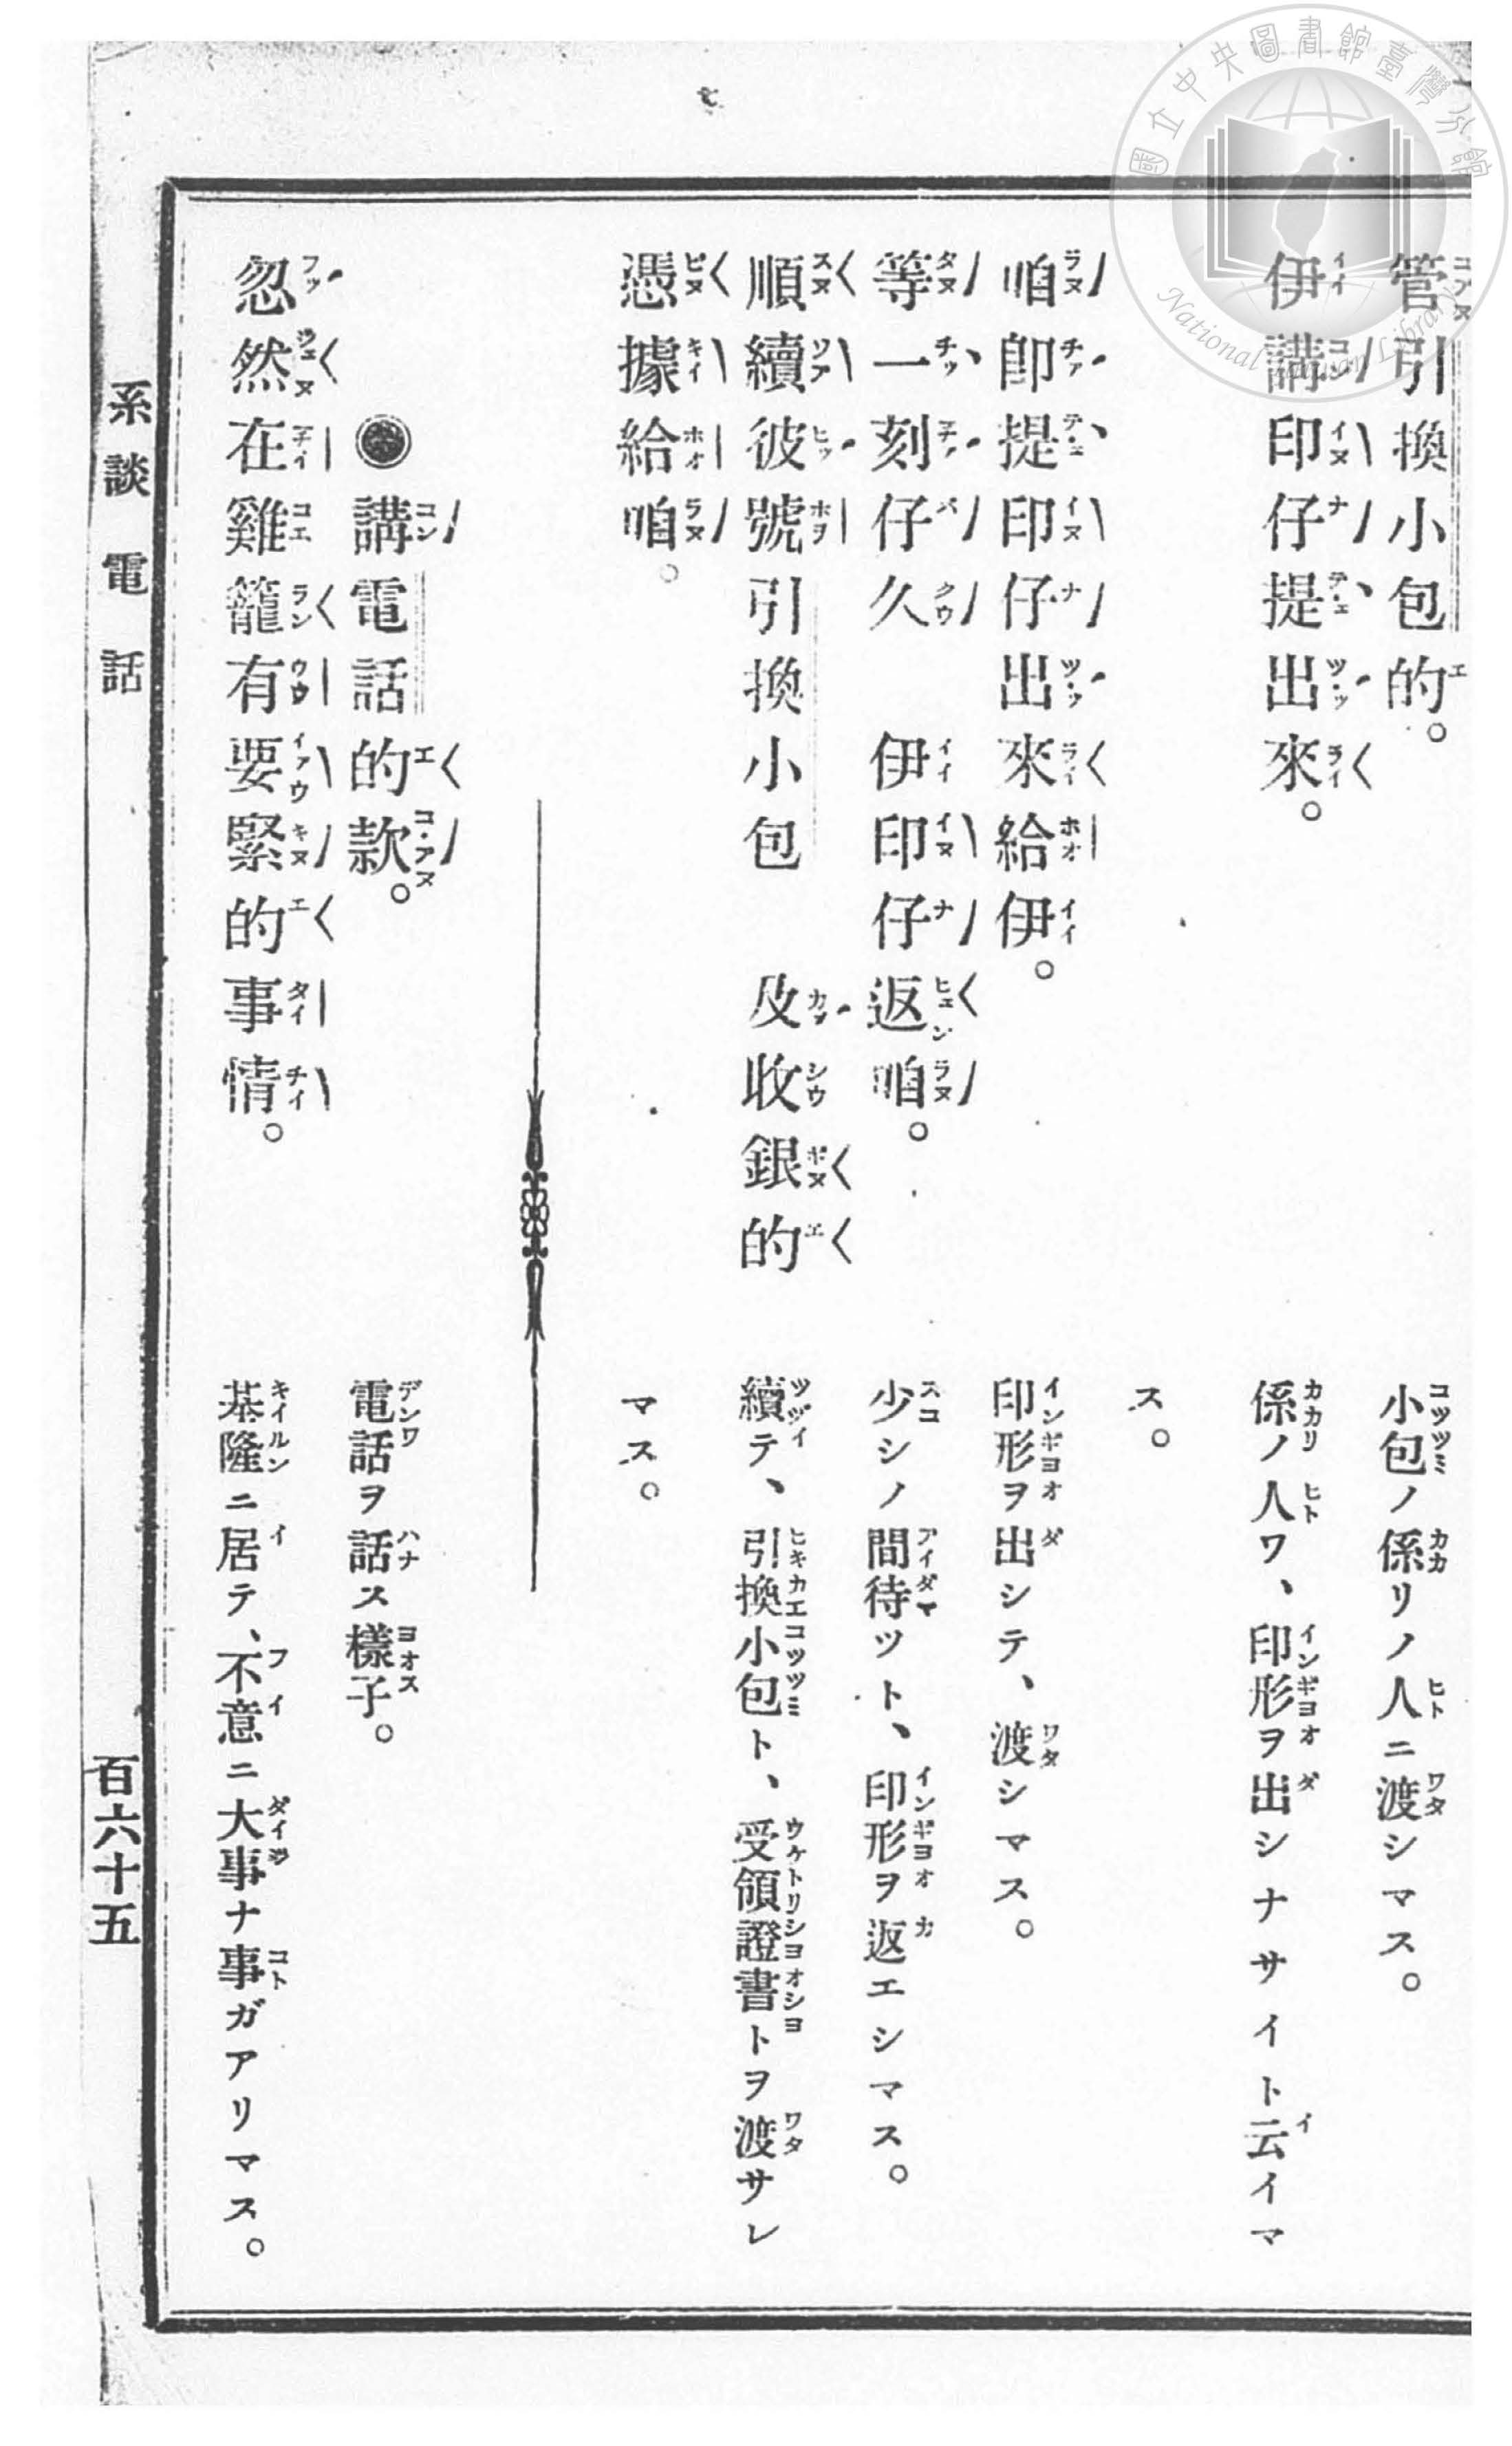 管引換小包的。
小包ノ係リノ人ニ渡シマス。
伊講印仔提出來。
係ノ人ワ、印形ヲ出シナサイト云イマ
ス。
咱卽提印仔出來給伊。
印形ヲ出シテ、渡シマス。
等一刻仔久 伊印仔返咱。
少シノ間待ツト、印形ヲ返エシマス。
順續彼號引換小包 及收銀的
續テ、引換小包ト、受領證書トヲ渡サレ
憑據給咱。
マス。
講電話的款。
電話ヲ話ス樣子。
忽然在雞籠有要緊的事情。
基隆ニ居テ、不意ニ大事ナ事ガアリマス。
系談電話
百六十五
國立中央圖書館臺灣分館
National Taiwan Library